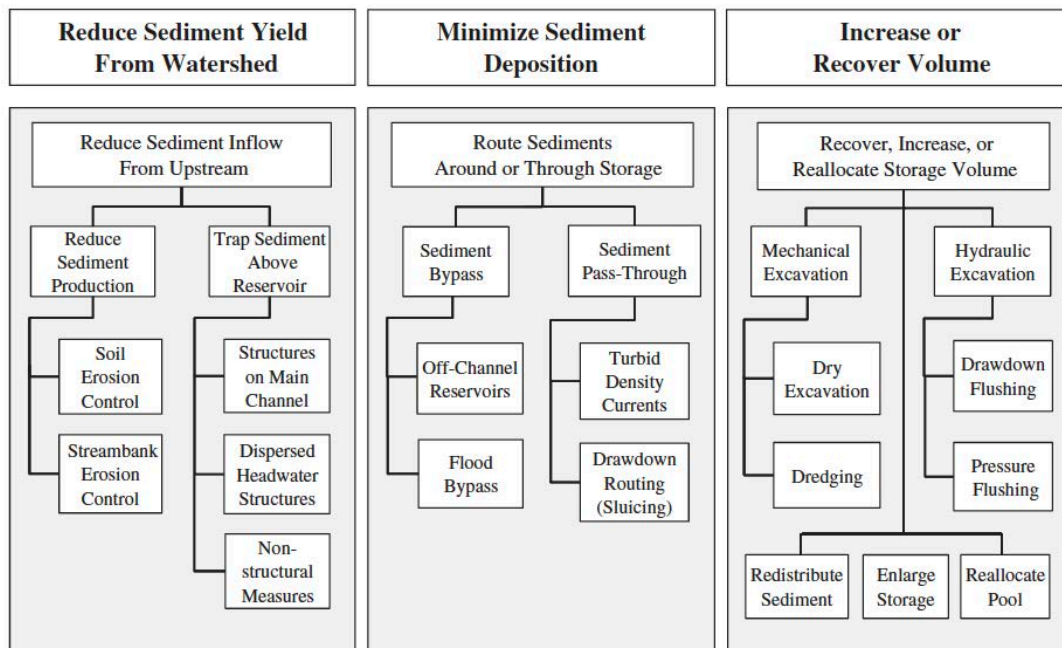 Reduce Sediment Yield
From Watershed
Reduce Sediment Inflow
From Upstream
Reduce
Sediment
Production
Trap Sediment
Above
Reservoir
Soil
Erosion
Control
Structures
on Main
Channel
Streambank
Erosion
Control
Dispersed
Headwater
Structures
Non-
structural
Measures
Minimize Sediment
Deposition
Route Sediments
Around or Through Storage
Sediment
Bypass
Sediment
Pass-Through
Off-Channel
Reservoirs
Turbid
Density
Currents
Flood
Bypass
Drawdown
Routing
(Sluicing)
Increase or
Recover Volume
Recover, Increase, or
Reallocate Storage Volume
Mechanical
Excavation
Hydraulic
Excavation
Dry
Excavation
Drawdown
Flushing
Dredging
Pressure
Flushing
Redistribute
Sediment
Enlarge
Storage
Reallocate
Pool